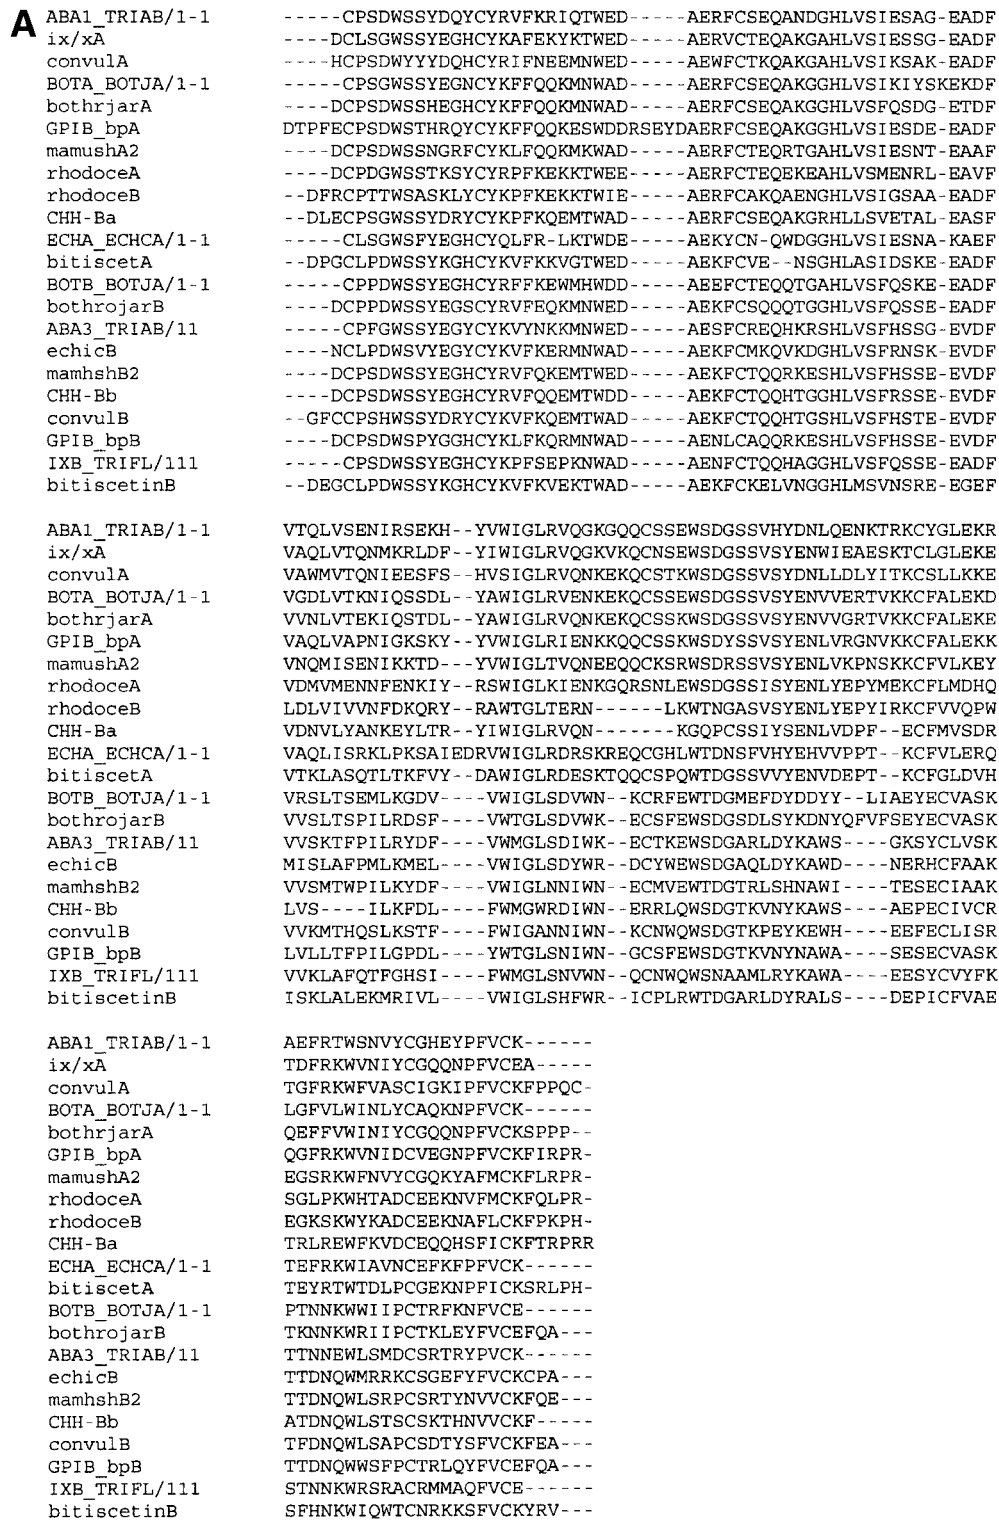 A
ABA1_TRIAB/1-1 -----CPSDWSSYDQYCYRVFKRIQTWED-----AERFCSEQANDGHLVSIESAG-EADF
ix/xA ----DCLSGWSSYEGHCYKAFEKYKTWED-----AERVCTEQAKGAHLVSIESSG-EADF
convulA ----HCPSDWYYYDQHCYRIFNEEMNWED-----AEWFCTKQAKGAHLVSIKSAK-EADF
BOTA_BOTJA/1-1 -----CPSGWSSYEGNCYKFFQQKMNWAD-----AERFCSEQAKGGHLVSIKIYSKEKDF
bothrjarA ----DCPSDWSSHEGHCYKFFQQKMNWAD-----AERFCSEQAKGGHLVSFQSDG-ETDF
GPIB_bpA DTPFECPSDWSTHRQYCYKFFQQKESWDDRSEYDAERFCSEQAKGGHLVSIESDE-EADF
mamushA2 ----DCPSDWSSNGRFCYKLFQQKMKWAD-----AERFCTEQRTGAHLVSIESNT-EAAF
rhodoceA ----DCPDGWSSTKSYCYRPFKEKKTWEE-----AERFCTEQEKEAHLVSMENRL-EAVF
rhodoceB --DFRCPTTWSASKLYCYKPFKEKKTWIE-----AERFCAKQAENGHLVSIGSAA-EADF
CHH-Ba --DLECPSGWSSYDRYCYKPFKQEMTWAD-----AERFCSEQAKGRHLLSVETAL-EASF
ECHA_ECHCA/1-1 -----CLSGWSFYEGHCYQLFR-LKTWDE-----AEKYCN-QWDGGHLVSIESNA-KAEF
bitiscetA --DPGCLPDWSSYKGHCYKVFKKVGTWED-----AEKFCVE--NSGHLASIDSKE-EADF
BOTB_BOTJA/1-1 -----CPPDWSSYEGHCYRFFKEWMHWDD-----AEEFCTEQQTGAHLVSFQSKE-EADF
bothrojarB ----DCPPDWSSYEGSCYRVFEQKMNWAD-----AEKFCSQQQTGGHLVSFQSSE-EADF
ABA3_TRIAB/11 -----CPFGWSSYEGYCYKVYNKKMNWED-----AESFCREQHKRSHLVSFHSSG-EVDF
echicB ----NCLPDWSVYEGYCYKVFKERMNWAD-----AEKFCMKQVKDGHLVSFRNSK-EVDF
mamhshB2 ----DCPSDWSSYEGHCYRVFQEKMNWAD-----AEKFCTQQRKESHLVSFHSSE-EVDF
CHH-Bb ----DCPSDWSSYEGHCYRVFQQEMTWDD-----AEKFCTQQHTGGHLVSFRSSE-EVDF
convulB --GFCCPSHWSSYDRYCYKVFKQEMTWAD-----AEKFCTQQHTGSHLVSFHSTE-EVDF
GPIB_bpB ----DCPSDWSPYGGHCYKLFKQRMNWAD-----AENLCAQQRKESHLVSFHSSE-EADF
IXB_TRIFL/111 -----CPSDWSSYEGHCYKPFSEPKNWAD-----AENFCTQQHAGGHLVSFQSSE-EADF
bitiscetinB --DEGCLPDWSSYKGHCYKVFKVEKTWAD-----AEKFCKELVNGGHLMSVNSRE-EGEF
ABA1_TRIAB/1-1 VTQLVSENIRSEKH--YVWIGLRVQGKGQQCSSEWSDGSSVHYDNLQENKTRKCYGLEKR
ix/xA VAQLVTQNMKRLDF--YIWIGLRVQGKVKQCNSEWSDGSSVSYENWIEAESKTCLGLEKE
convulA VAWMVTQNIEESFS--HVSIGLRVQNKEKQCSTKWSDGSSVSYDNLLDLYITKCSLLKKE
BOTA_BOTJA/1-1 VGDLVTKNIQSSDL--YAWIGLRVENKEKQCSSKWSDGSSVSYENVVERTVKKCFALEKD
bothrjarA VVNLVTEKIQSTDL--YAWIGLRVQNKEKQCSSKWSDGSSVSYENVVGRTVKKCFALEKE
GPIB_bpA VAQLVAPNIGKSKY--YVWIGLRIENKKQQCSSKWSDYSSVSYENLVRGNVKKCFALEKK
mamushA2 VNQMISENIKKTD---YVWIGLTVQNEEQQCKSRWSDRSSVSYENLVKPNSKKCFVLKEY
rhodoceA VDMVMENNFENKIY--RSWIGLKIENKGQRSNLEWSDGSSISYENLYEPYMEKCFLMDHQ
rhodoceB LDLVIVVNFDKQRY--RAWTGLTERN------LKWTNGASVSYENLYEPYIRKCFVVQPW
CHH-Ba VDNVLYANKEYLTR--YIWIGLRVQN------KGQPCSSIYSENLVDPF--ECFMVSDR
ECHA_ECHCA/1-1 VAQLISRKLPKSAIEDRVWIGLRDRSKREQCGHLWTDNSFVHYEHVVPPT--KCFVLERQ
bitiscetA VTKLASQTLTKFVY--DAWIGLRDESKTQQCSPQWTDGSSVVYENVDEPT--KCFGLDVH
BOTB_BOTJA/1-1 VRSLTSEMLKGDV----VWIGLSDVWN--KCRFEWTDGMEFDYDDYY--LIAEYECVASK
bothrojarB VVSLTSPILRDSF----VWTGLSDVWK--ECSFEWSDGSDLSYKDNYQFVFSEYECVASK
ABA3_TRIAB/11 VVSKTFPILRYDF----VWMGLSDIWK--ECTKEWSDGARLDYKAWS----GKSYCLVSK
echicB MISLAFPMLKMEL----VWIGLSDYWR--DCYWEWSDGAQLDYKAWD----NERHCFAAK
mamhshB2 VVSMTWPILKYDF----VWIGLNNIWN--ECMVEWTDGTRLSHNAWI----TESECIAAK
CHH-Bb LVS----ILKFDL----FWMGWRDIWN--ERRLQWSDGTKVNYKAWS----AEPECIVCR
convulB VVKMTHQSLKSTF----FWIGANNIWN--KCNWQWSDGTKPEYKEWH----EEFECLISR
GPIB_bpB LVLLTFPILGPDL----YWTGLSNIWN--GCSFEWSDGTKVNYNAWA----SESECVASK
IXB_TRIFL/111 VVKLAFQTFGHSI----FWMGLSNVWN--QCNWQWSNAAMLRYKAWA----EESYCVYFK
bitiscetinB ISKLALEKMRIVL----VWIGLSHFWR--ICPLRWTDGARLDYRALS----DEPICFVAE
ABA1_TRIAB/1-1 AEFRTWSNVYCGHEYPFVCK------
ix/xA TDFRKWVNIYCGQQNPFVCEA-----
convulA TGFRKWFVASCIGKIPFVCKFPPQC-
BOTA_BOTJA/1-1 LGFVLWINLYCAQKNPFVCK------
bothrjarA QEFFVWINIYCGQQNPFVCKSPPP--
GPIB_bpA QGFRKWVNIDCVEGNPFVCKFIRPR-
mamushA2 EGSRKWFNVYCGQKYAFMCKFLRPR-
rhodoceA SGLPKWHTADCEEKNVFMCKFQLPR-
rhodoceB EGKSKWYKADCEEKNAFLCKFPKPH-
CHH-Ba TRLREWFKVDCEQQHSFICKFTRPRR
ECHA_ECHCA/1-1 TEFRKWIAVNCEFKFPFVCK------
bitiscetA TEYRTWTDLPCGEKNPFICKSRLPH-
BOTB_BOTJA/1-1 PTNNKWWIIPCTRFKNFVCE------
bothrojarB TKNNKWRIIPCTKLEYFVCEFQA---
ABA3_TRIAB/11 TTNNEWLSMDCSRTRYPVCK------
echicB TTDNQWMRRKCSGEFYFVCKCPA---
mamhshB2 TTDNQWLSRPCSRTYNVVCKFQE---
CHH-Bb ATDNQWLSTSCSKTHNVVCKF-----
convulB TFDNQWLSAPCSDTYSFVCKFEA---
GPIB_bpB TTDNQWWSFPCTRLQYFVCEFQA---
IXB_TRIFL/111 STNNKWRSRACRMMAQFVCE------
bitiscetinB SFHNKWIQWTCNRKKSFVCKYRV---